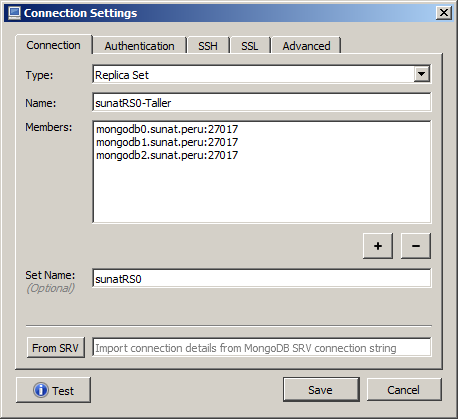 Connection Settings
Connection Authentication SSH SSL Advanced
Type: Replica Set
Name: sunatRS0-Taller
Members: mongodb0.sunat.peru:27017
mongodb1.sunat.peru:27017
mongodb2.sunat.peru:27017
+ −
Set Name: sunatRS0
(Optional)
From SRV Import connection details from MongoDB SRV connection string
Test Save Cancel